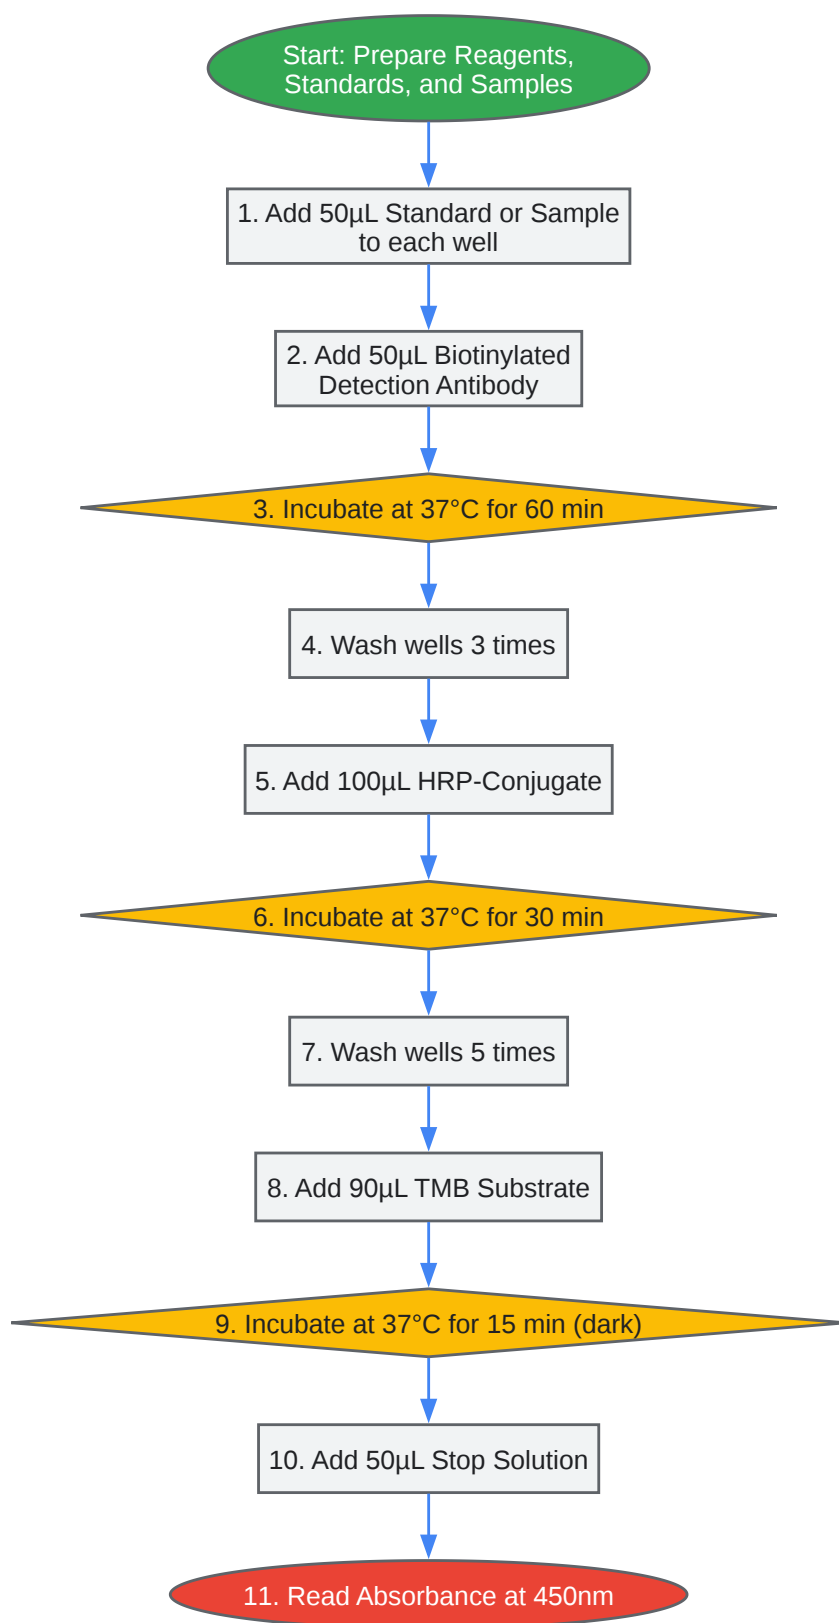 Start: Prepare Reagents,
Standards, and Samples
1. Add 50µL Standard or Sample
to each well
2. Add 50µL Biotinylated
Detection Antibody
3. Incubate at 37°C for 60 min
4. Wash wells 3 times
5. Add 100µL HRP-Conjugate
6. Incubate at 37°C for 30 min
7. Wash wells 5 times
8. Add 90µL TMB Substrate
9. Incubate at 37°C for 15 min (dark)
10. Add 50µL Stop Solution
11. Read Absorbance at 450nm